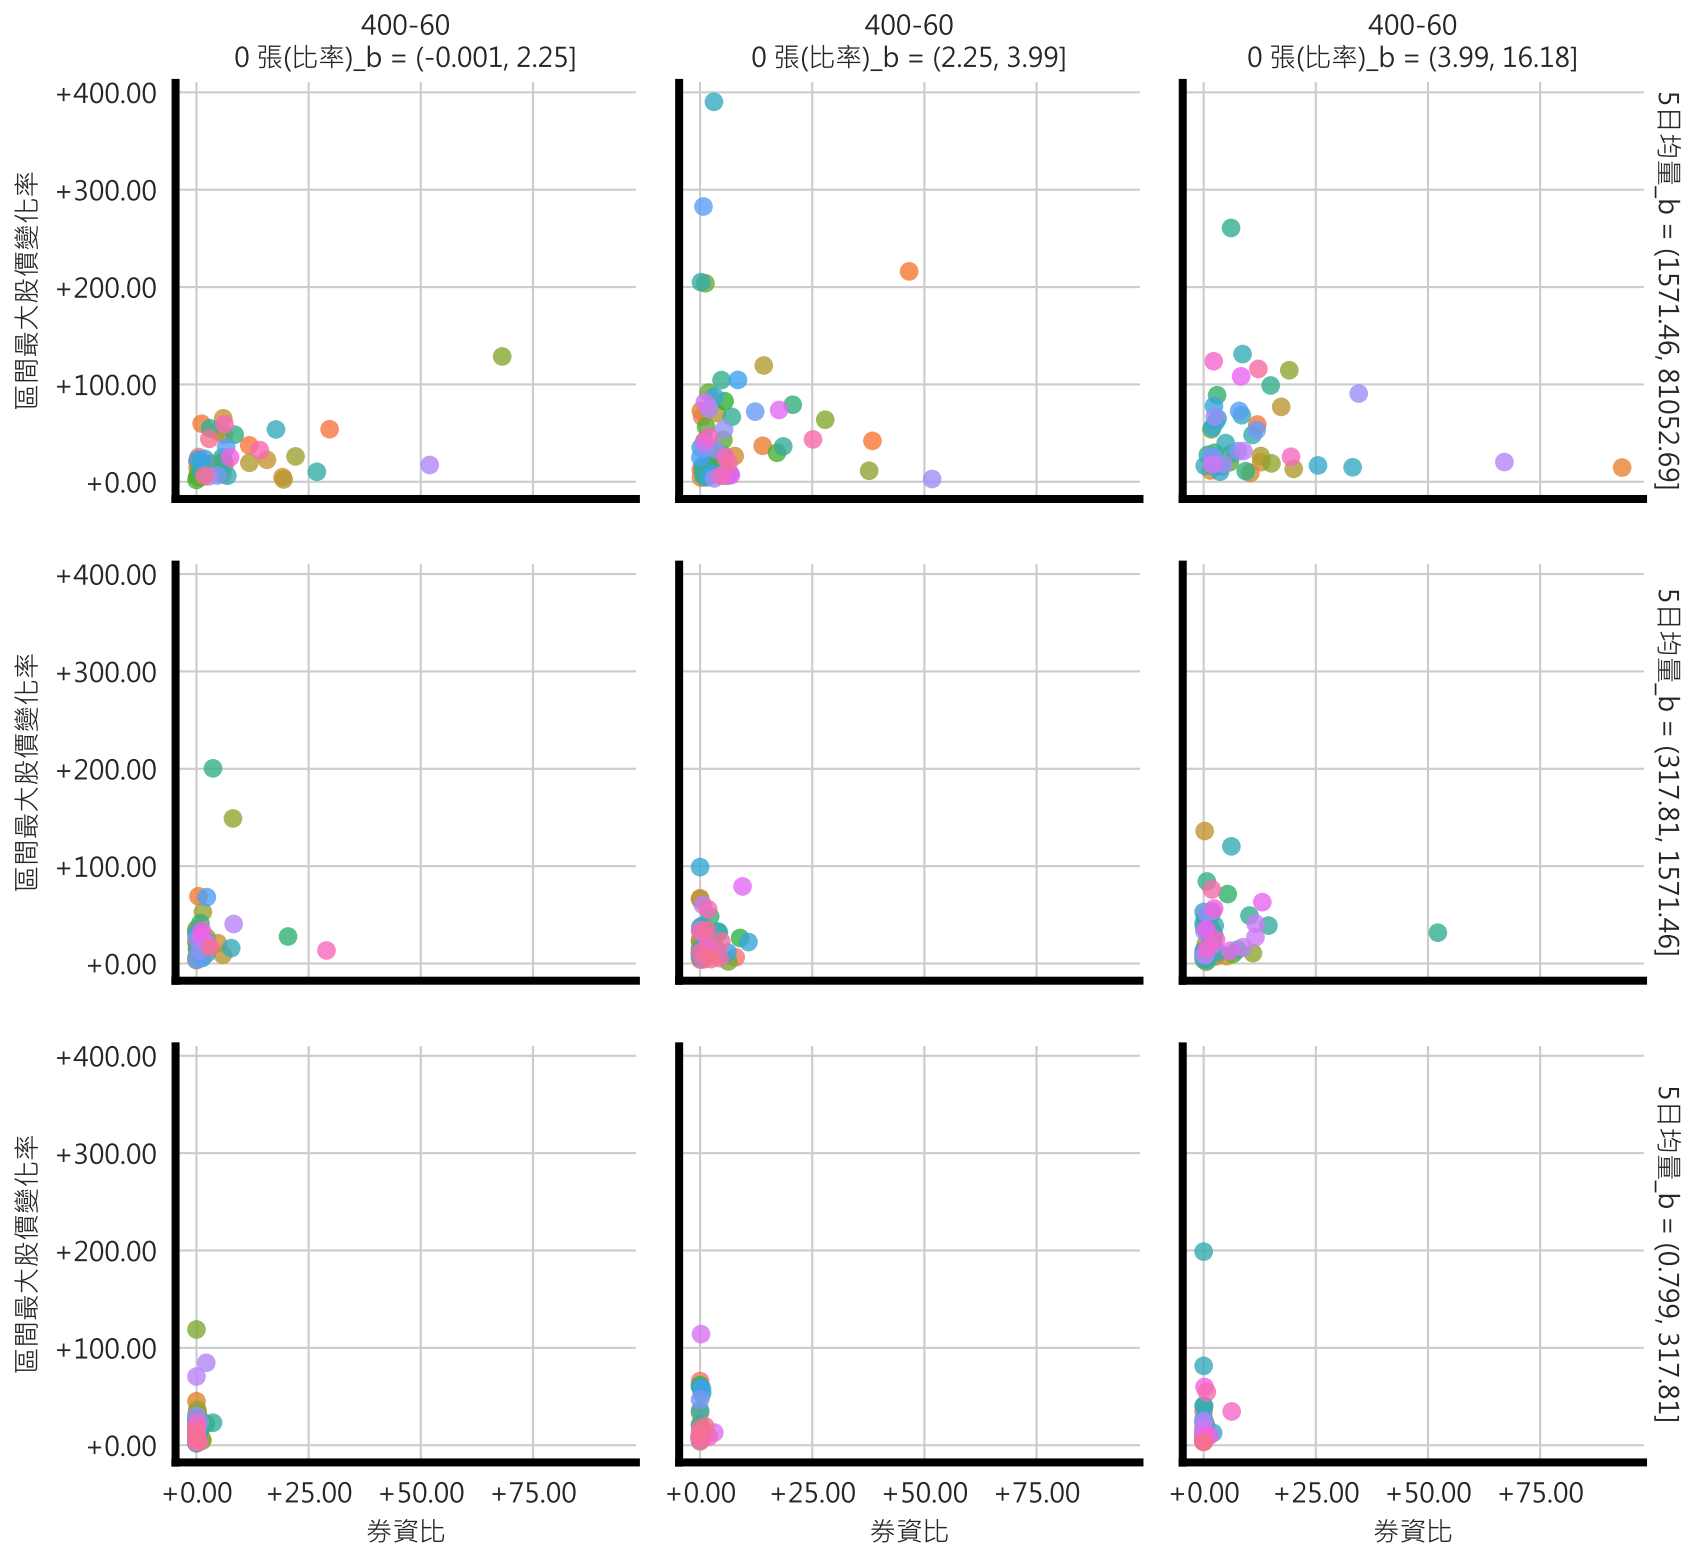 400-60
0 張(比率)_b = (-0.001, 2.25]
400-60
0 張(比率)_b = (2.25, 3.99]
400-60
0 張(比率)_b = (3.99, 16.18]
+400.00
+300.00
+200.00
+100.00
+0.00
區間最大股價變化率
5日均量_b = (1571.46, 81052.69]
+400.00
+300.00
+200.00
+100.00
+0.00
區間最大股價變化率
5日均量_b = (317.81, 1571.46]
+400.00
+300.00
+200.00
+100.00
+0.00
區間最大股價變化率
5日均量_b = (0.799, 317.81]
+0.00 +25.00 +50.00 +75.00
+0.00 +25.00 +50.00 +75.00
+0.00 +25.00 +50.00 +75.00
券資比
券資比
券資比